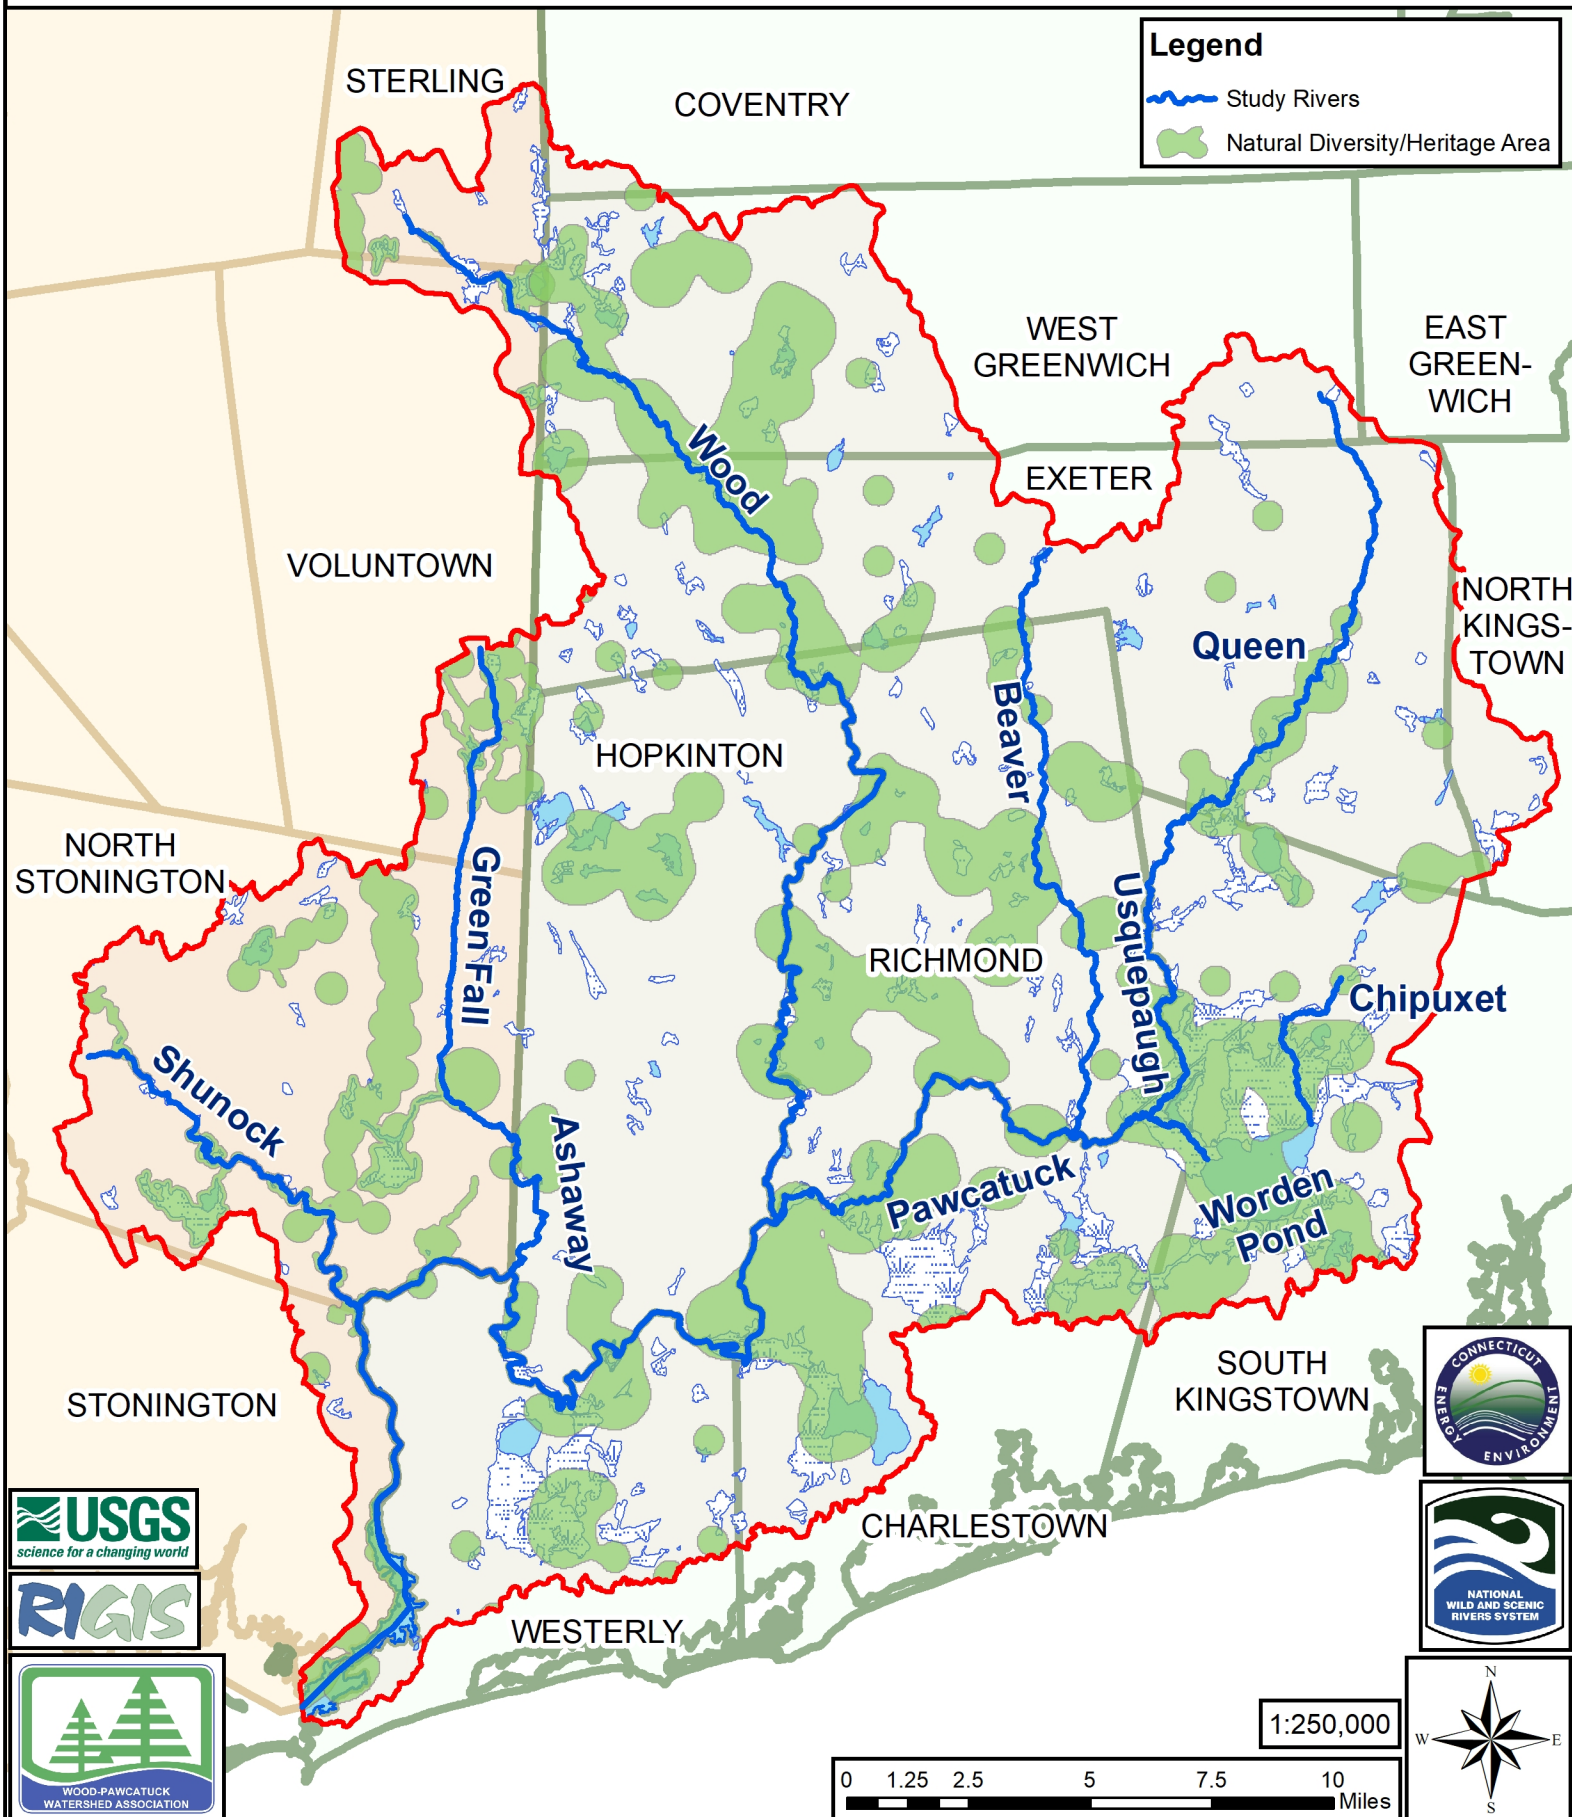 Legend
Study Rivers
Natural Diversity/Heritage Area
STERLING
COVENTRY
WEST
GREENWICH
EAST
GREEN-
WICH
Wood
EXETER
VOLUNTOWN
NORTH
KINGS-
TOWN
Queen
Beaver
HOPKINTON
NORTH
STONINGTON
Green Fall
Usquepaugh
RICHMOND
Chipuxet
Shunock
Ashaway
Pawcatuck
Worden
Pond
STONINGTON
SOUTH
KINGSTOWN
CHARLESTOWN
WESTERLY
CONNECTICUT
ENERGY
ENVIRONMENT
USGS
science for a changing world
RIGIS
NATIONAL
WILD AND SCENIC
RIVERS SYSTEM
WOOD-PAWCATUCK
WATERSHED ASSOCIATION
N
W
E
S
1:250,000
0 1.25 2.5 5 7.5 10
Miles